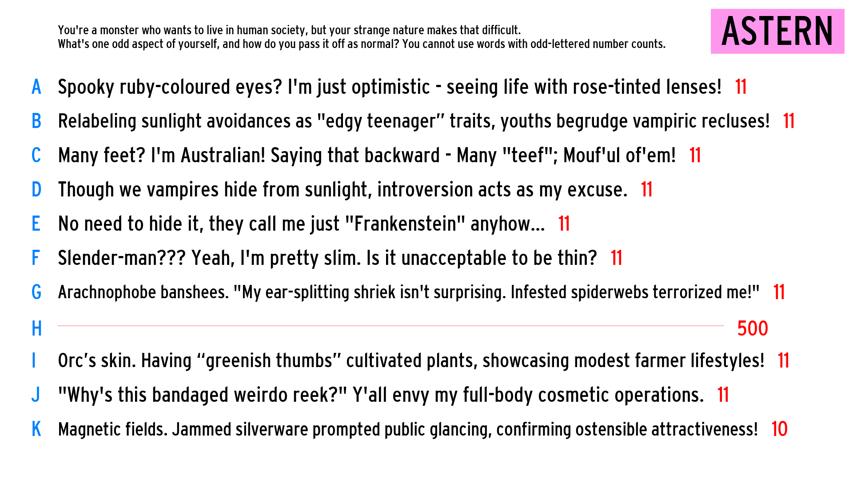 You're a monster who wants to live in human society, but your strange nature makes that difficult.
What's one odd aspect of yourself, and how do you pass it off as normal? You cannot use words with odd-lettered number counts.
ASTERN
A Spooky ruby-coloured eyes? I'm just optimistic - seeing life with rose-tinted lenses! 11
B Relabeling sunlight avoidances as "edgy teenager” traits, youths begrudge vampiric recluses! 11
C Many feet? I'm Australian! Saying that backward - Many "teef"; Mouf'ul of'em! 11
D Though we vampires hide from sunlight, introversion acts as my excuse. 11
E No need to hide it, they call me just "Frankenstein" anyhow... 11
F Slender-man??? Yeah, I'm pretty slim. Is it unacceptable to be thin? 11
G Arachnophobe banshees. "My ear-splitting shriek isn't surprising. Infested spiderwebs terrorized me!" 11
H 500
I Orc’s skin. Having “greenish thumbs” cultivated plants, showcasing modest farmer lifestyles! 11
J "Why's this bandaged weirdo reek?" Y'all envy my full-body cosmetic operations. 11
K Magnetic fields. Jammed silverware prompted public glancing, confirming ostensible attractiveness! 10